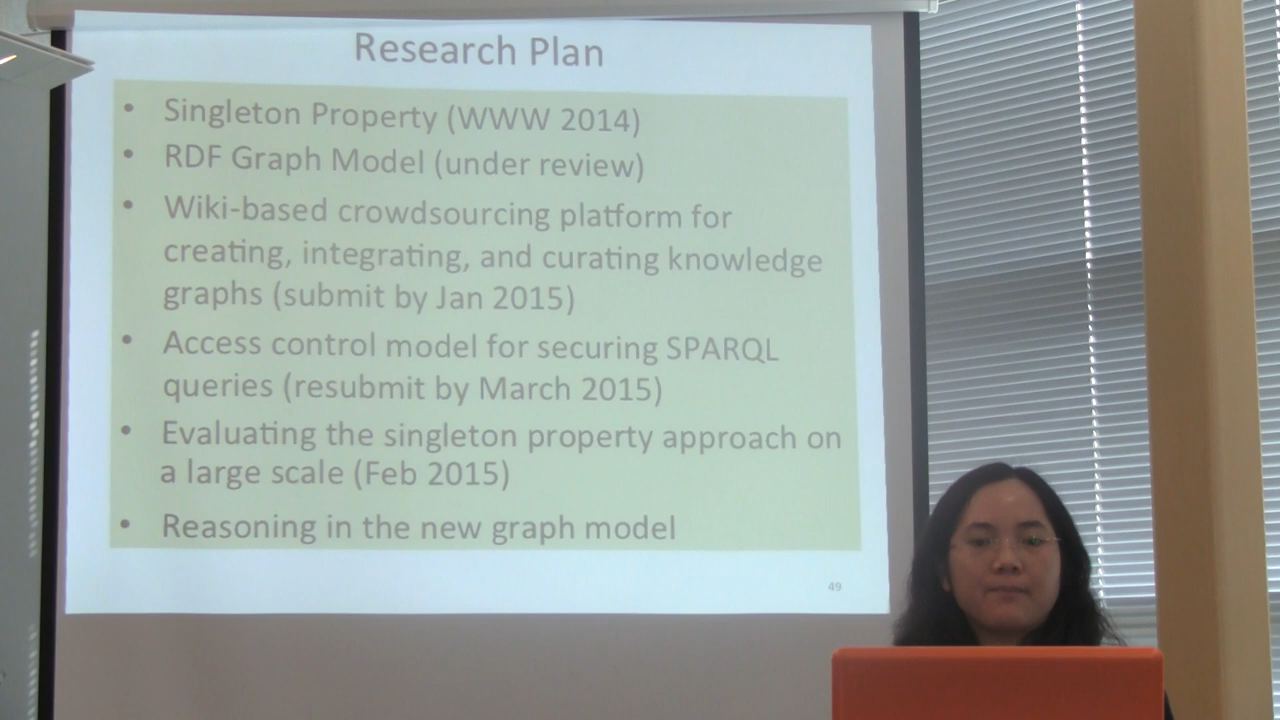 Research Plan
• Singleton Property (WWW 2014)
• RDF Graph Model (under review)
• Wiki-based crowdsourcing platform for
creating, integrating, and curating knowledge
graphs (submit by Jan 2015)
• Access control model for securing SPARQL
queries (resubmit by March 2015)
• Evaluating the singleton property approach on
a large scale (Feb 2015)
• Reasoning in the new graph model
49